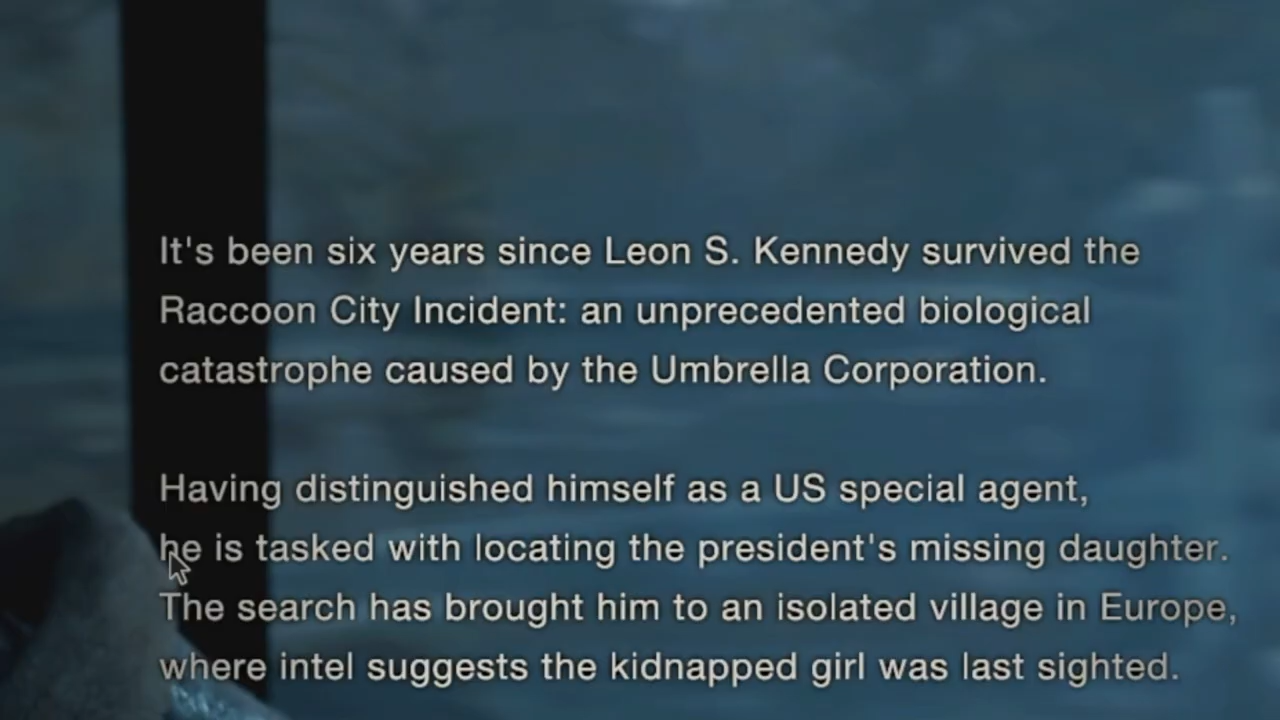 It's been six years since Leon S. Kennedy survived the
Raccoon City Incident: an unprecedented biological
catastrophe caused by the Umbrella Corporation.
Having distinguished himself as a US special agent,
he is tasked with locating the president's missing daughter.
The search has brought him to an isolated village in Europe,
where intel suggests the kidnapped girl was last sighted.